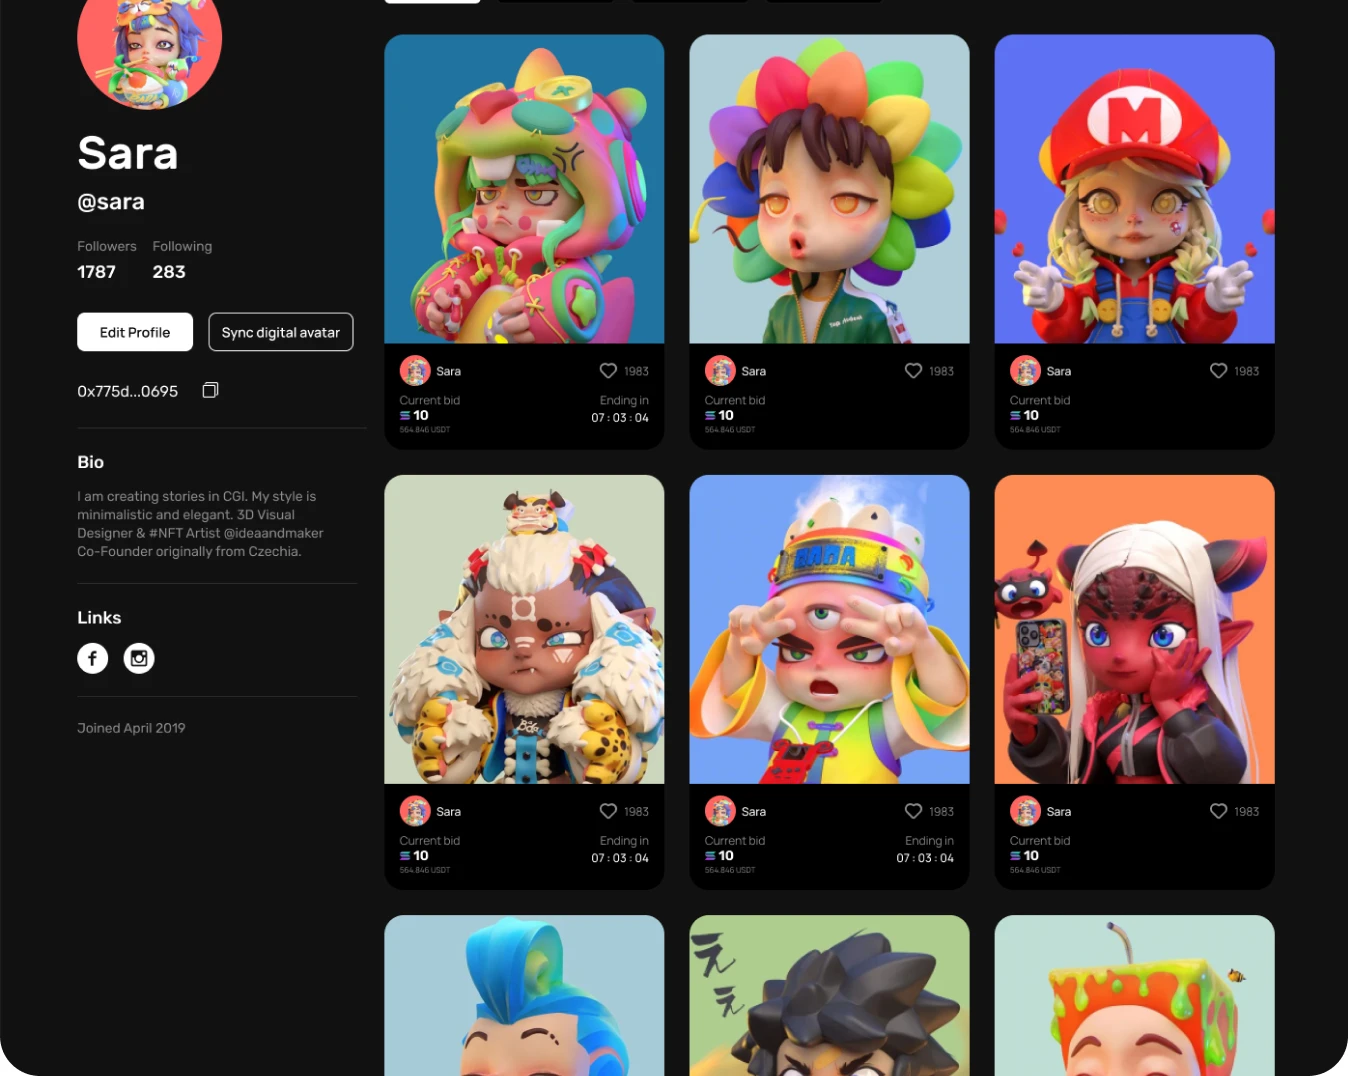 Sara
@sara
Followers Following
1787 283
Edit Profile Sync digital avatar
0x775d...0695
Bio
I am creating stories in CGI. My style is
minimalistic and elegant. 3D Visual
Designer & #NFT Artist @ideaandmaker
Co-Founder originally from Czechia.
Links
Joined April 2019
M
Sara 1983
Current bid Ending in
10 07 : 03 : 04
564.846 USDT
Sara 1983
Current bid
10
564.846 USDT
Sara 1983
Current bid
10
564.846 USDT
Sara 1983
Current bid Ending in
10 07 : 03 : 04
564.846 USDT
Sara 1983
Current bid Ending in
10 07 : 03 : 04
564.846 USDT
Sara 1983
Current bid
10
564.846 USDT
え
え